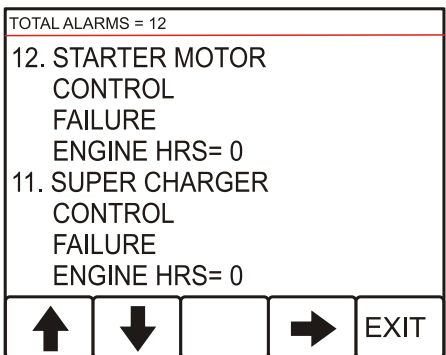 TOTAL ALARMS = 12
12. STARTER MOTOR
CONTROL
FAILURE
ENGINE HRS= 0
11. SUPER CHARGER
CONTROL
FAILURE
ENGINE HRS= 0
EXIT